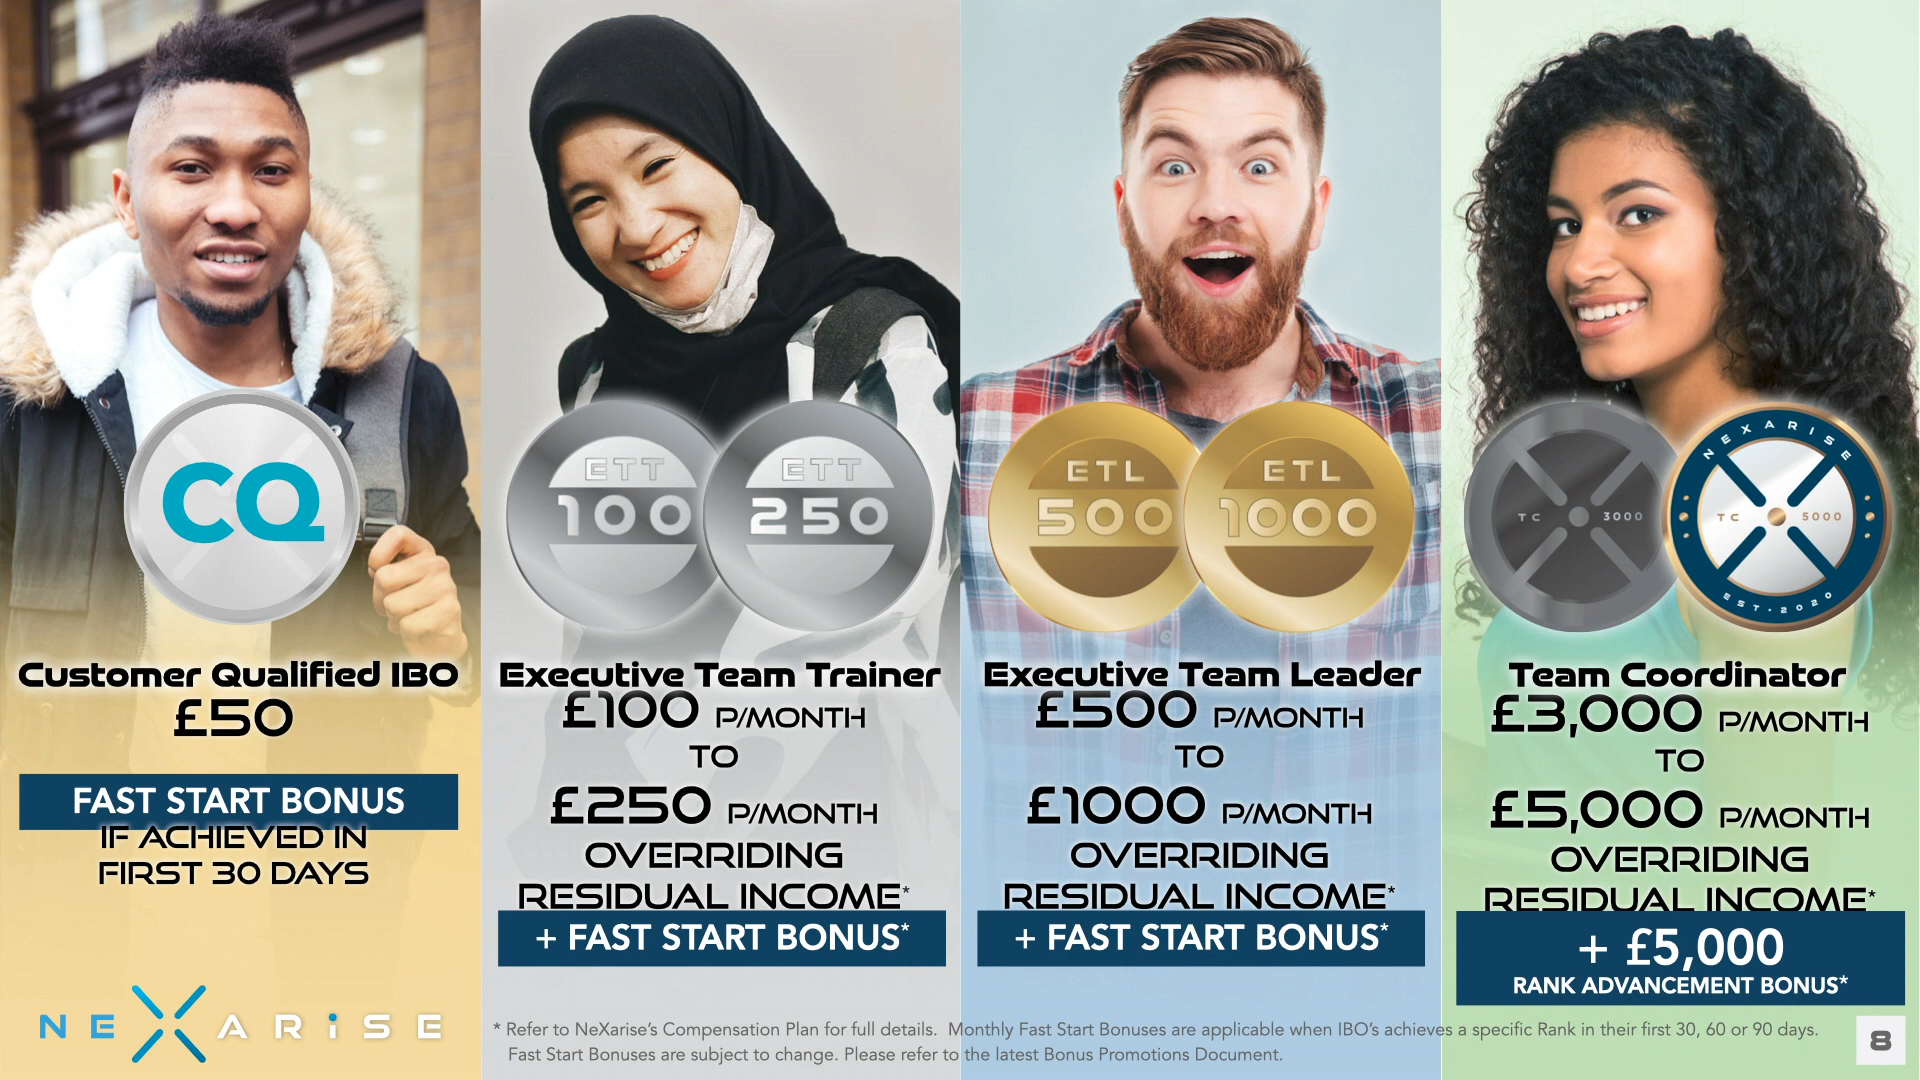 CQ
Customer Qualified IBO
£50
FAST START BONUS
IF ACHIEVED IN
FIRST 30 DAYS
NEXARiSE
ETT
100
ETT
250
Executive Team Trainer
£100 P/MONTH
TO
£250 P/MONTH
OVERRIDING
RESIDUAL INCOME*
+ FAST START BONUS*
ETL
500
ETL
1000
Executive Team Leader
£500 P/MONTH
TO
£1000 P/MONTH
OVERRIDING
RESIDUAL INCOME*
+ FAST START BONUS*
TC 3000
NEXARISE
TC 5000
EST·2020
Team Coordinator
£3,000 P/MONTH
TO
£5,000 P/MONTH
OVERRIDING
RESIDUAL INCOME*
+ £5,000
RANK ADVANCEMENT BONUS*
* Refer to NeXarise's Compensation Plan for full details. Monthly Fast Start Bonuses are applicable when IBO's achieves a specific Rank in their first 30, 60 or 90 days.
Fast Start Bonuses are subject to change. Please refer to the latest Bonus Promotions Document.
8